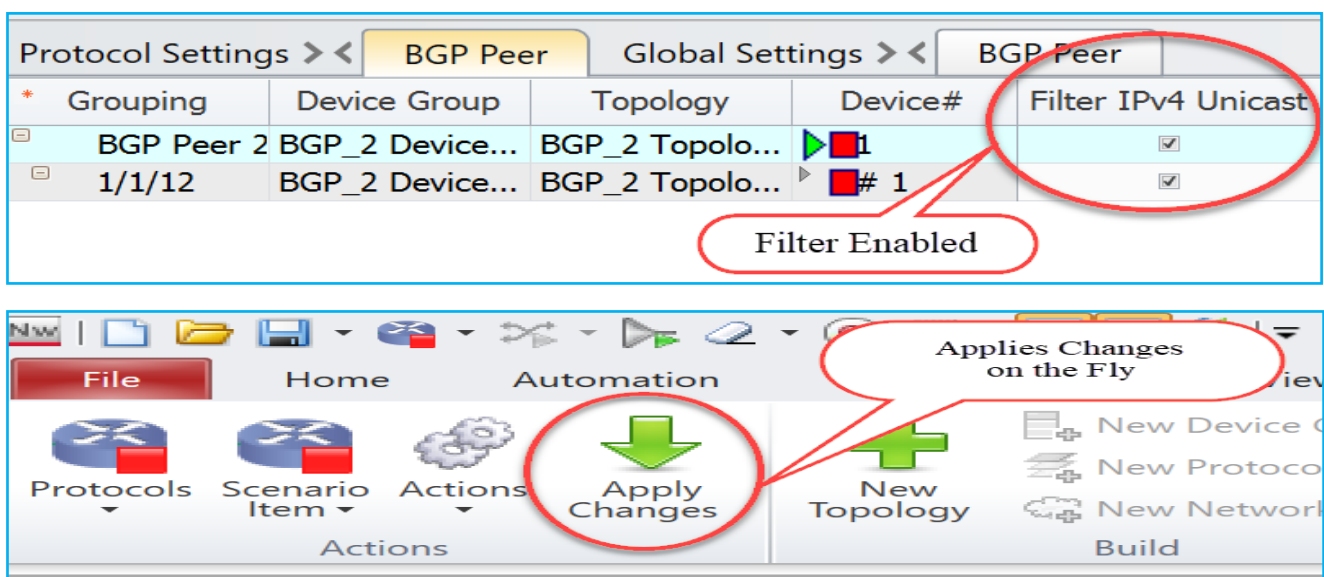 Protocol Settings > < BGP Peer Global Settings > < BGP Peer
* Grouping Device Group Topology Device# Filter IPv4 Unicast
BGP Peer 2 BGP_2 Device... BGP_2 Topolo... 1
1/1/12 BGP_2 Device... BGP_2 Topolo... # 1
Filter Enabled
Nw
Applies Changes
on the Fly
File Home Automation
Protocols Scenario Item Actions Apply Changes New Topology
New Device
New Protoco
New Network
Actions Build